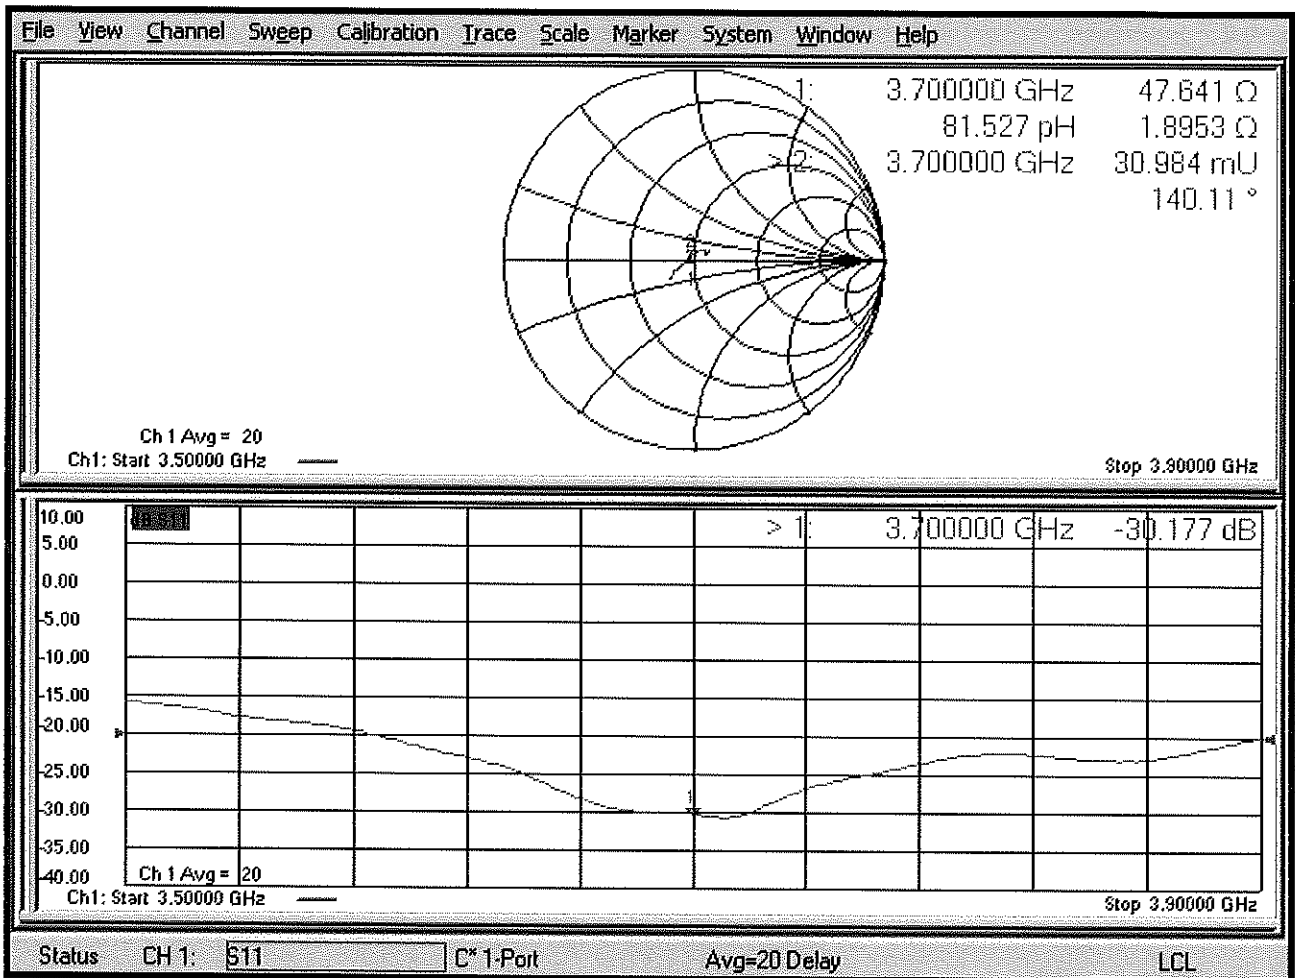 File View Channel Sweep Calibration Trace Scale Marker System Window Help
1: 3.700000 GHz 47.641 Ω
81.527 pH 1.8953 Ω
> 2: 3.700000 GHz 30.984 mU
140.11 °
Ch 1 Avg = 20
Ch1: Start 3.50000 GHz
Stop 3.90000 GHz
10.00
5.00
0.00
-5.00
-10.00
-15.00
-20.00
-25.00
-30.00
-35.00
-40.00
> 1: 3.700000 GHz -30.177 dB
1
Ch 1 Avg = 20
Ch1: Start 3.50000 GHz
Stop 3.90000 GHz
Status CH 1: S11 C* 1-Port Avg=20 Delay LCL